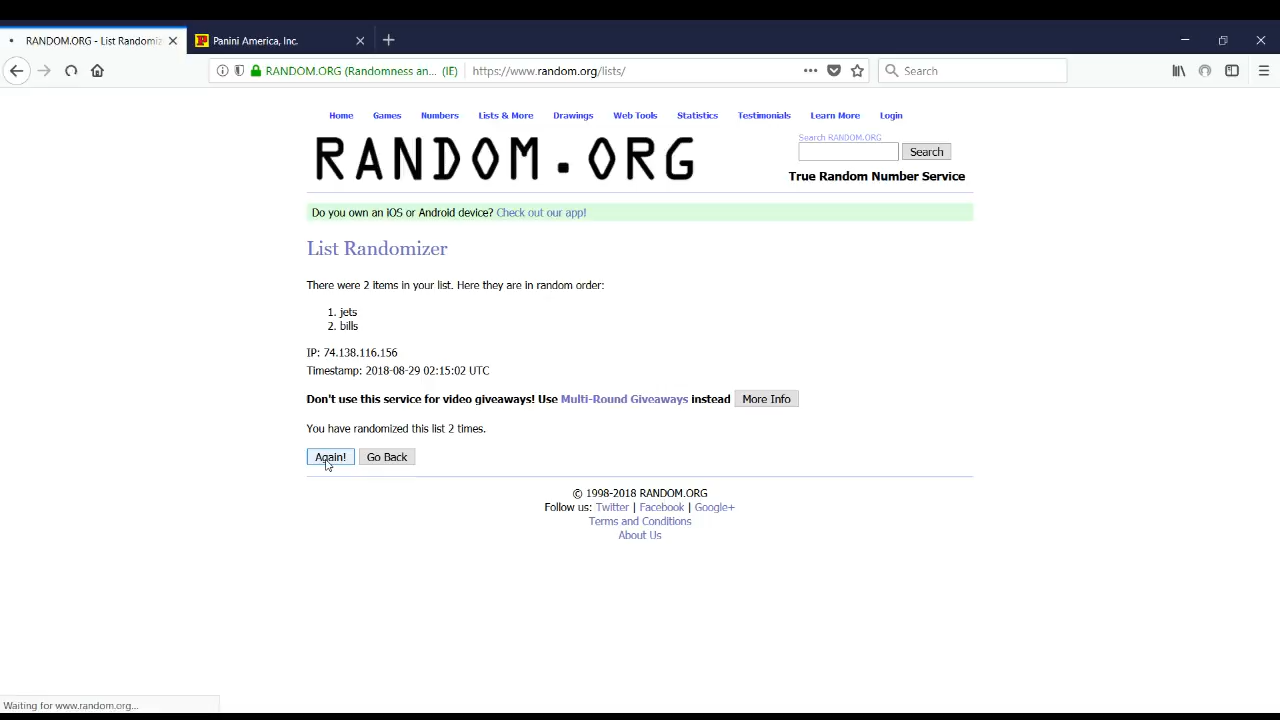 RANDOM.ORG - List Randomiz
Panini America, Inc.
RANDOM.ORG (Randomness an... (IE)
https://www.random.org/lists/
Search
Home Games Numbers Lists & More Drawings Web Tools Statistics Testimonials Learn More Login
RANDOM.ORG
Search RANDOM.ORG
Search
True Random Number Service
Do you own an iOS or Android device? Check out our app!
List Randomizer
There were 2 items in your list. Here they are in random order:
1. jets
2. bills
IP: 74.138.116.156
Timestamp: 2018-08-29 02:15:02 UTC
Don't use this service for video giveaways! Use Multi-Round Giveaways instead More Info
You have randomized this list 2 times.
Again! Go Back
© 1998-2018 RANDOM.ORG
Follow us: Twitter | Facebook | Google+
Terms and Conditions
About Us
Waiting for www.random.org...